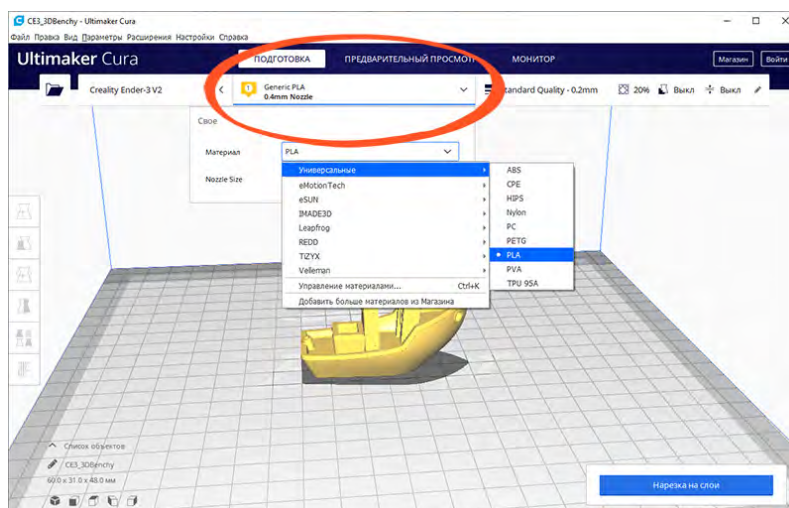 CE3_3DBenchy - Ultimaker Cura
Файл Правка Вид Параметры Расширения Настройки Справка
Ultimaker Cura
ПОДГОТОВКА
ПРЕДВАРИТЕЛЬНЫЙ ПРОСМОТР
МОНИТОР
Магазин
Войти
Creality Ender-3 V2
1
Generic PLA
0.4mm Nozzle
Standard Quality - 0.2mm
20%
Выкл
Выкл
Свое
Материал
PLA
Nozzle Size
Универсальные
eMotionTech
eSUN
IMADE3D
Leapfrog
REDD
TiZYX
Velleman
Управление материалами... Ctrl+K
Добавить больше материалов из Магазина
ABS
CPE
HIPS
Nylon
PC
PETG
PLA
PVA
TPU 95A
Список объектов
CE3_3DBenchy
60.0 x 31.0 x 48.0 мм
Нарезка на слои